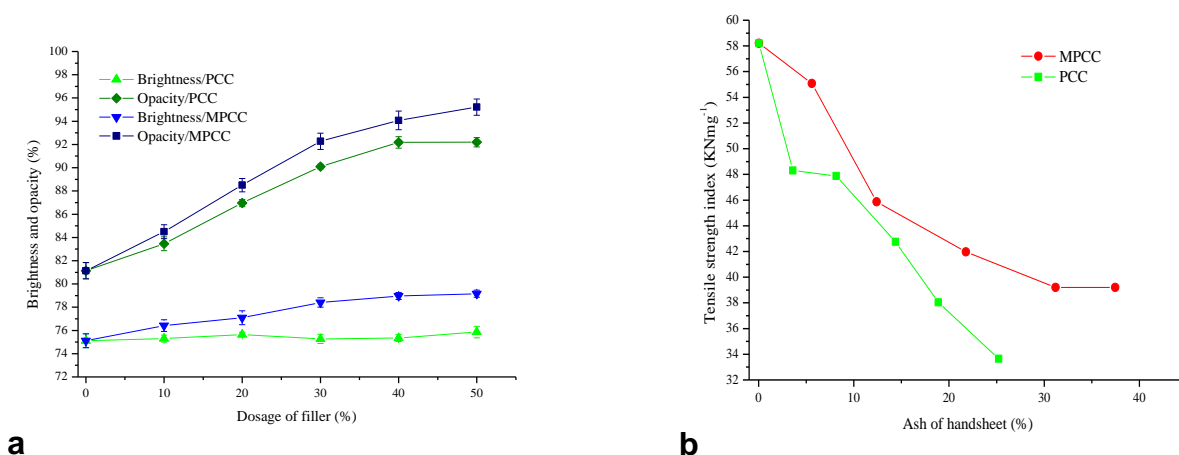 100
98
96
94
92
90
88
86
84
82
80
78
76
74
72
Brightness and opacity (%)
Brightness/PCC
Opacity/PCC
Brightness/MPCC
Opacity/MPCC
0 10 20 30 40 50
Dosage of filler (%)
a
60
58
56
54
52
50
48
46
44
42
40
38
36
34
32
Tensile strength index (KNmg⁻¹)
MPCC
PCC
0 10 20 30 40
Ash of handsheet (%)
b